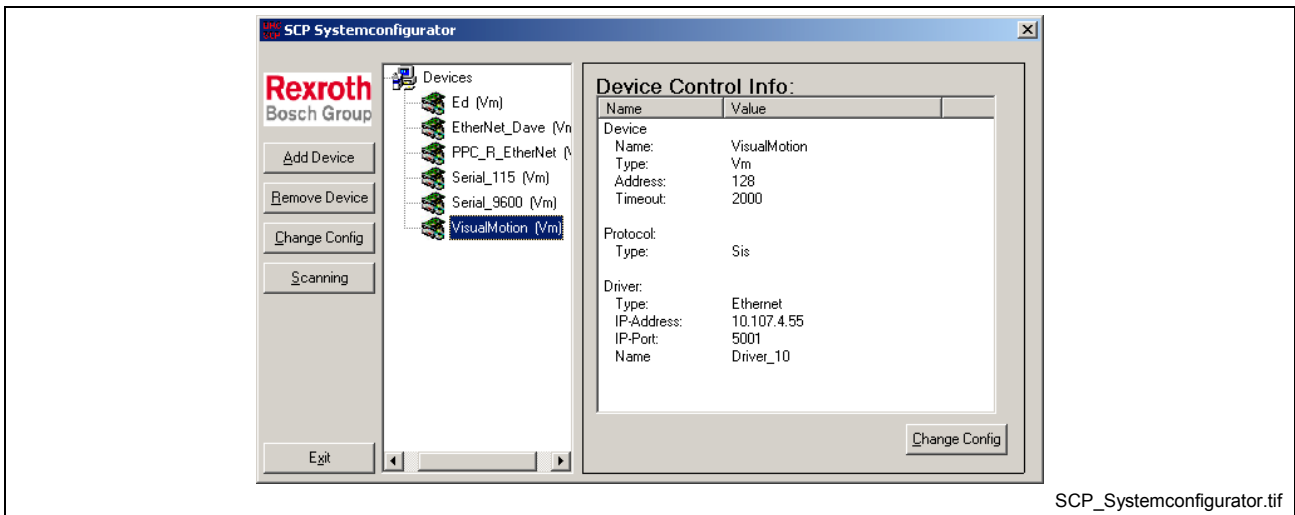 SCP Systemconfigurator
Rexroth
Bosch Group
Add Device
Remove Device
Change Config
Scanning
Exit
Devices
Ed (Vm)
EtherNet_Dave (Vn
PPC_R_EtherNet (
Serial_115 (Vm)
Serial_9600 (Vm)
VisualMotion (Vm)
Device Control Info:
Name Value
Device
Name: VisualMotion
Type: Vm
Address: 128
Timeout: 2000
Protocol:
Type: Sis
Driver:
Type: Ethernet
IP-Address: 10.107.4.55
IP-Port: 5001
Name Driver_10
Change Config
SCP_Systemconfigurator.tif